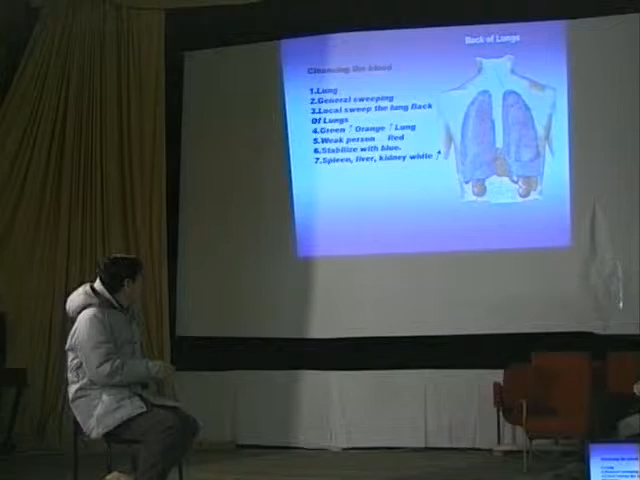 Back of Lungs
Cleansing the blood
1.Lung
2.General sweeping
3.Local sweep the lung Back
Of Lungs
4.Green ↑ Orange ↑ Lung
5.Weak person Red
6.Stabilize with blue.
7.Spleen, liver, kidney white ↑